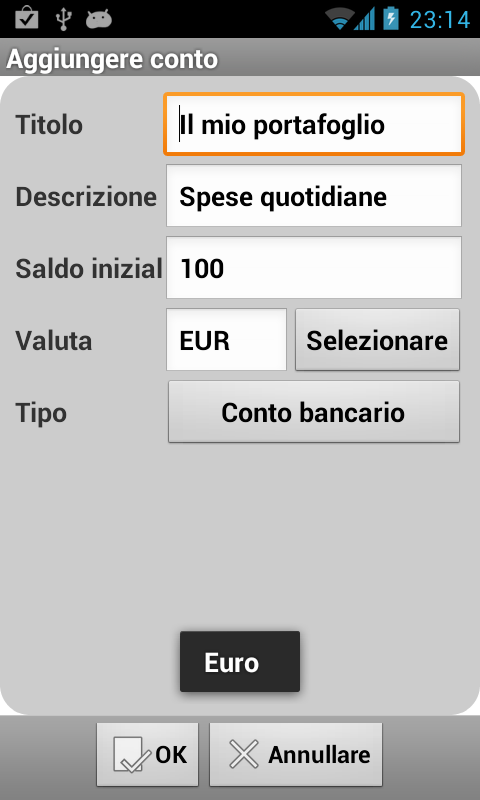 23:14
Aggiungere conto
Titolo Il mio portafoglio
Descrizione Spese quotidiane
Saldo inizial 100
Valuta EUR Selezionare
Tipo Conto bancario
Euro
OK Annullare